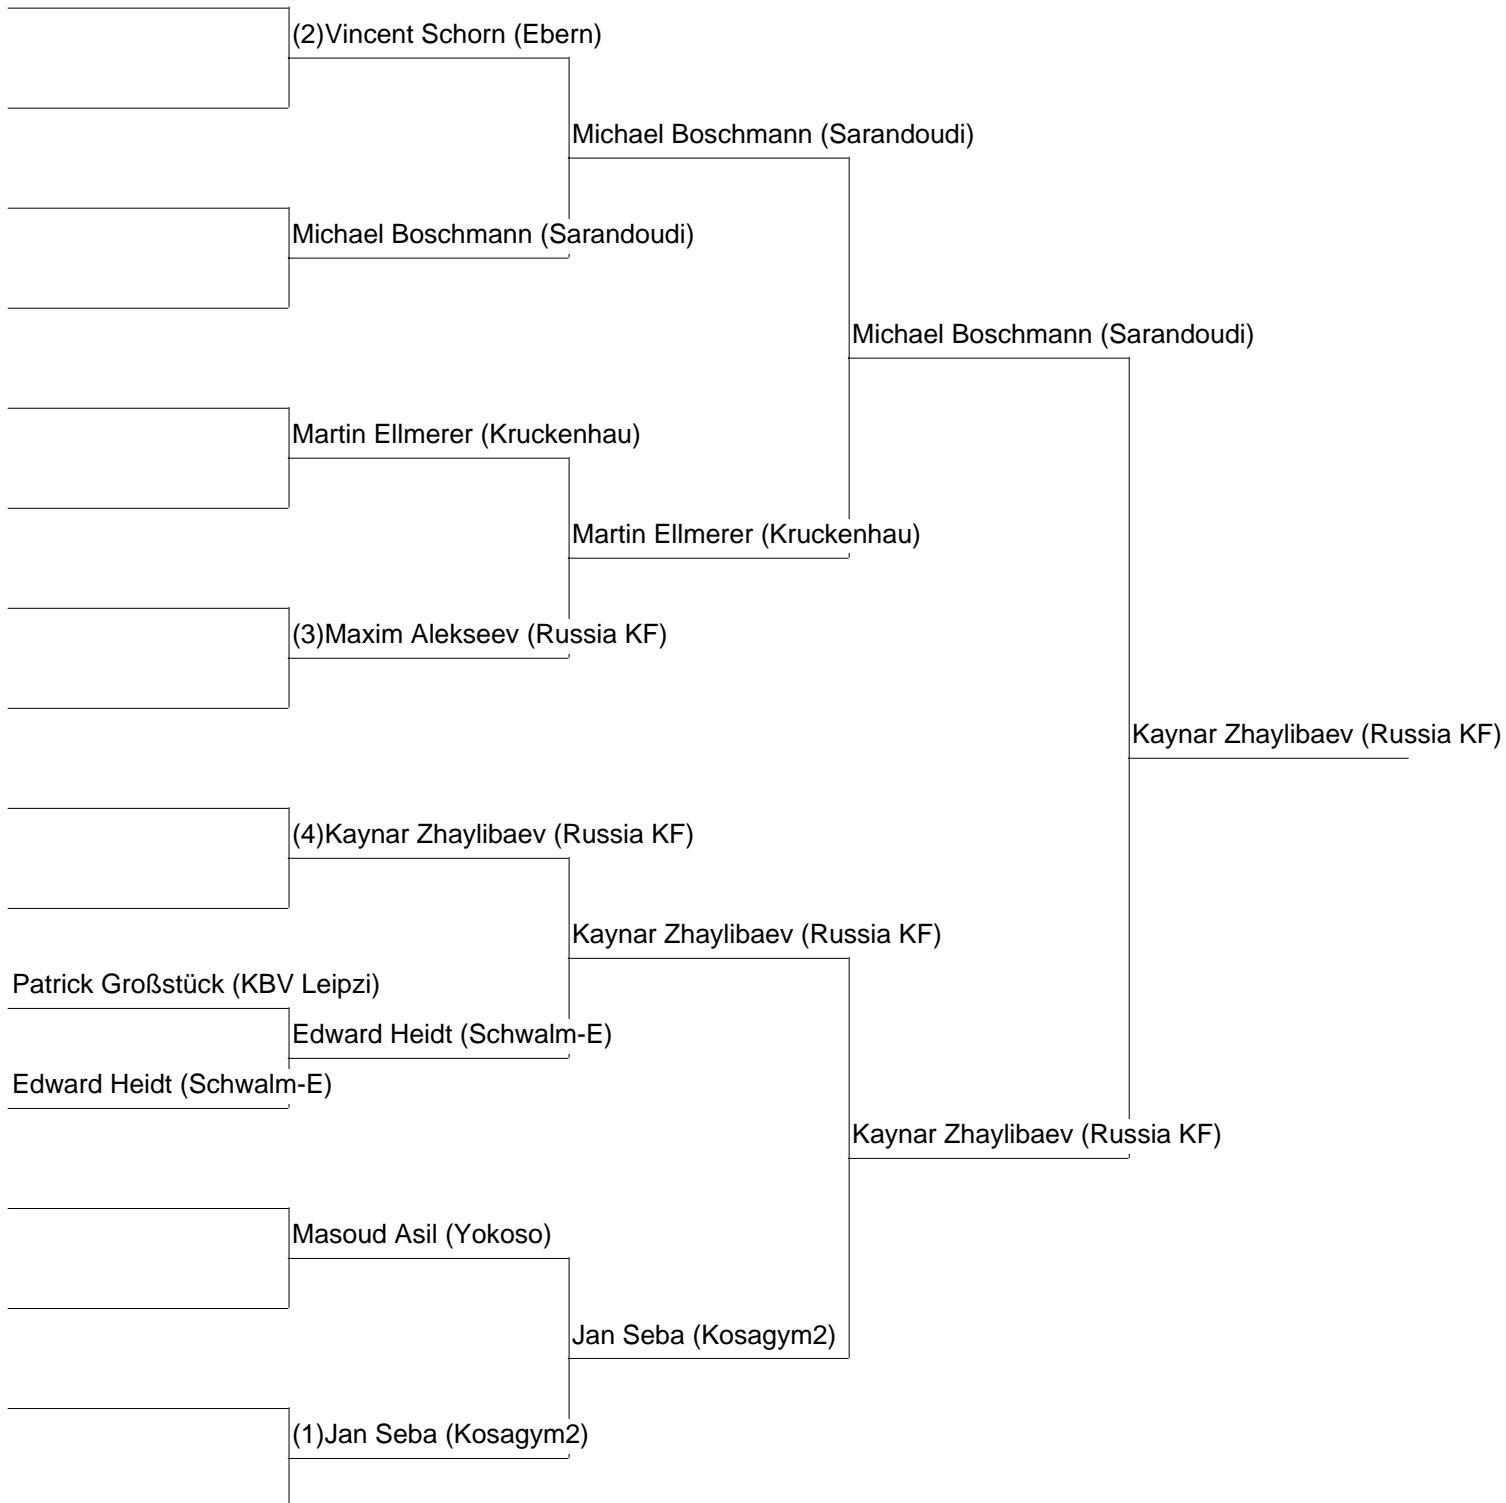 (2)Vincent Schorn (Ebern)
Michael Boschmann (Sarandoudi)
Michael Boschmann (Sarandoudi)
Michael Boschmann (Sarandoudi)
Martin Ellmerer (Kruckenhau)
Martin Ellmerer (Kruckenhau)
(3)Maxim Alekseev (Russia KF)
Kaynar Zhaylibaev (Russia KF)
(4)Kaynar Zhaylibaev (Russia KF)
Kaynar Zhaylibaev (Russia KF)
Patrick Großstück (KBV Leipzi)
Edward Heidt (Schwalm-E)
Edward Heidt (Schwalm-E)
Kaynar Zhaylibaev (Russia KF)
Masoud Asil (Yokoso)
Jan Seba (Kosagym2)
(1)Jan Seba (Kosagym2)